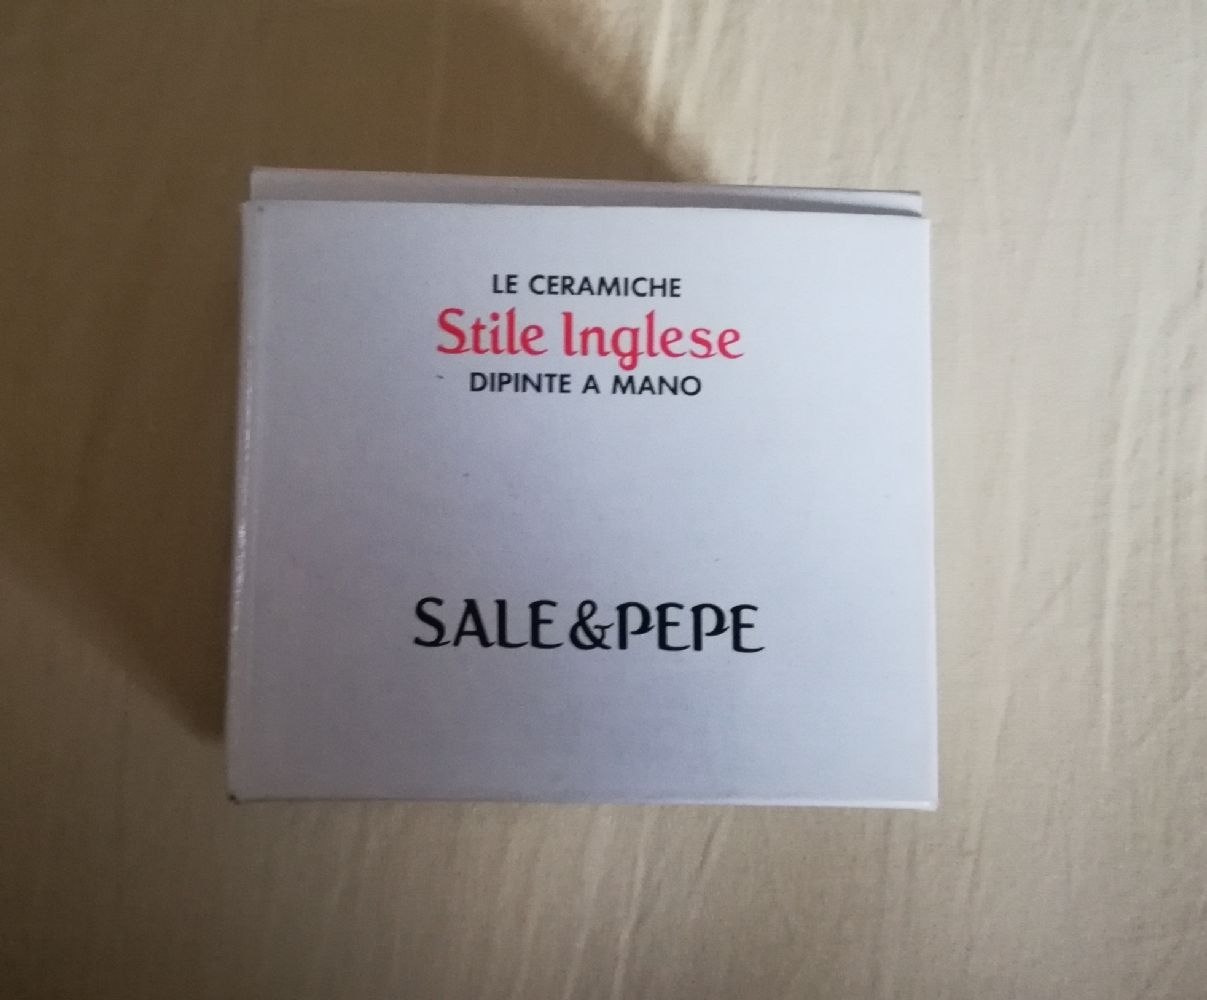 LE CERAMICHE
Stile Inglese
DIPINTE A MANO
SALE&PEPE